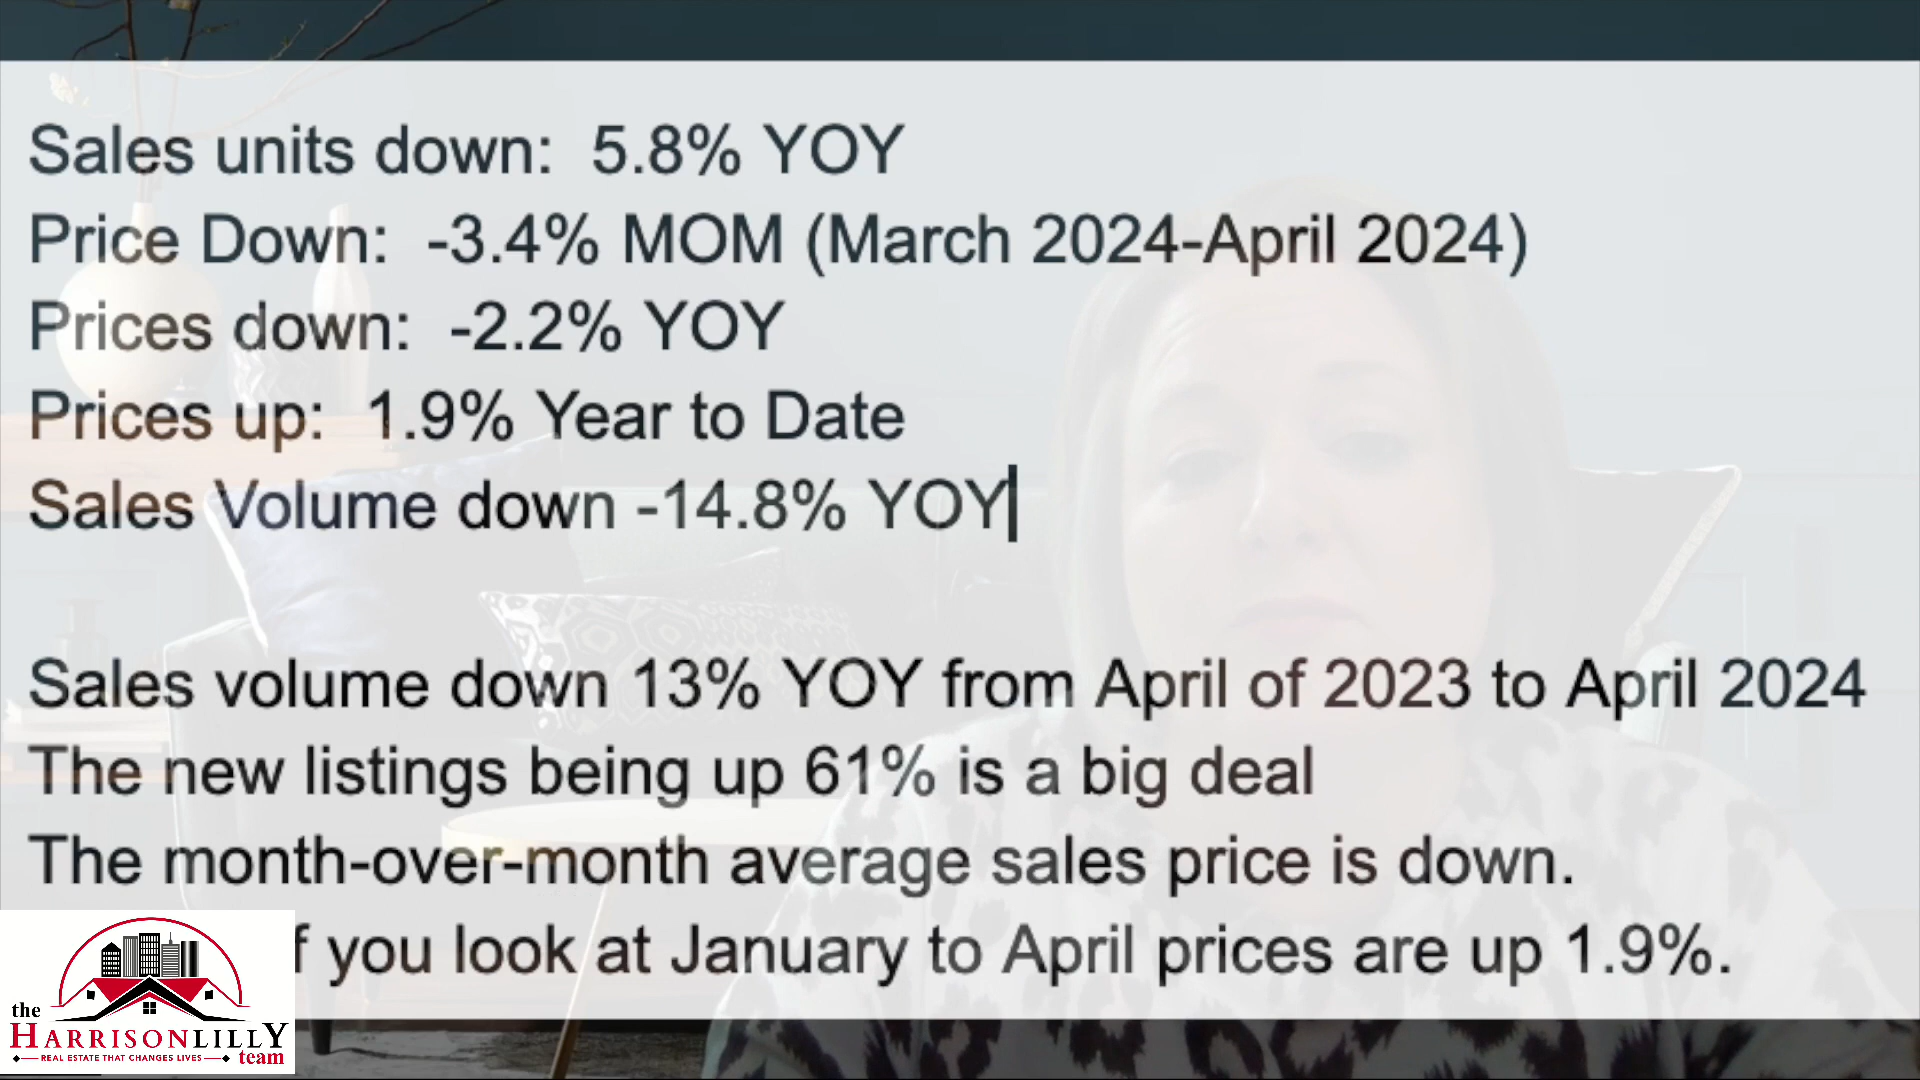 Sales units down: 5.8% YOY
Price Down: -3.4% MOM (March 2024-April 2024)
Prices down: -2.2% YOY
Prices up: 1.9% Year to Date
Sales Volume down -14.8% YOY
Sales volume down 13% YOY from April of 2023 to April 2024
The new listings being up 61% is a big deal
The month-over-month average sales price is down.
you look at January to April prices are up 1.9%.
the
HARRISONLILLY
REAL ESTATE THAT CHANGES LIVES
team